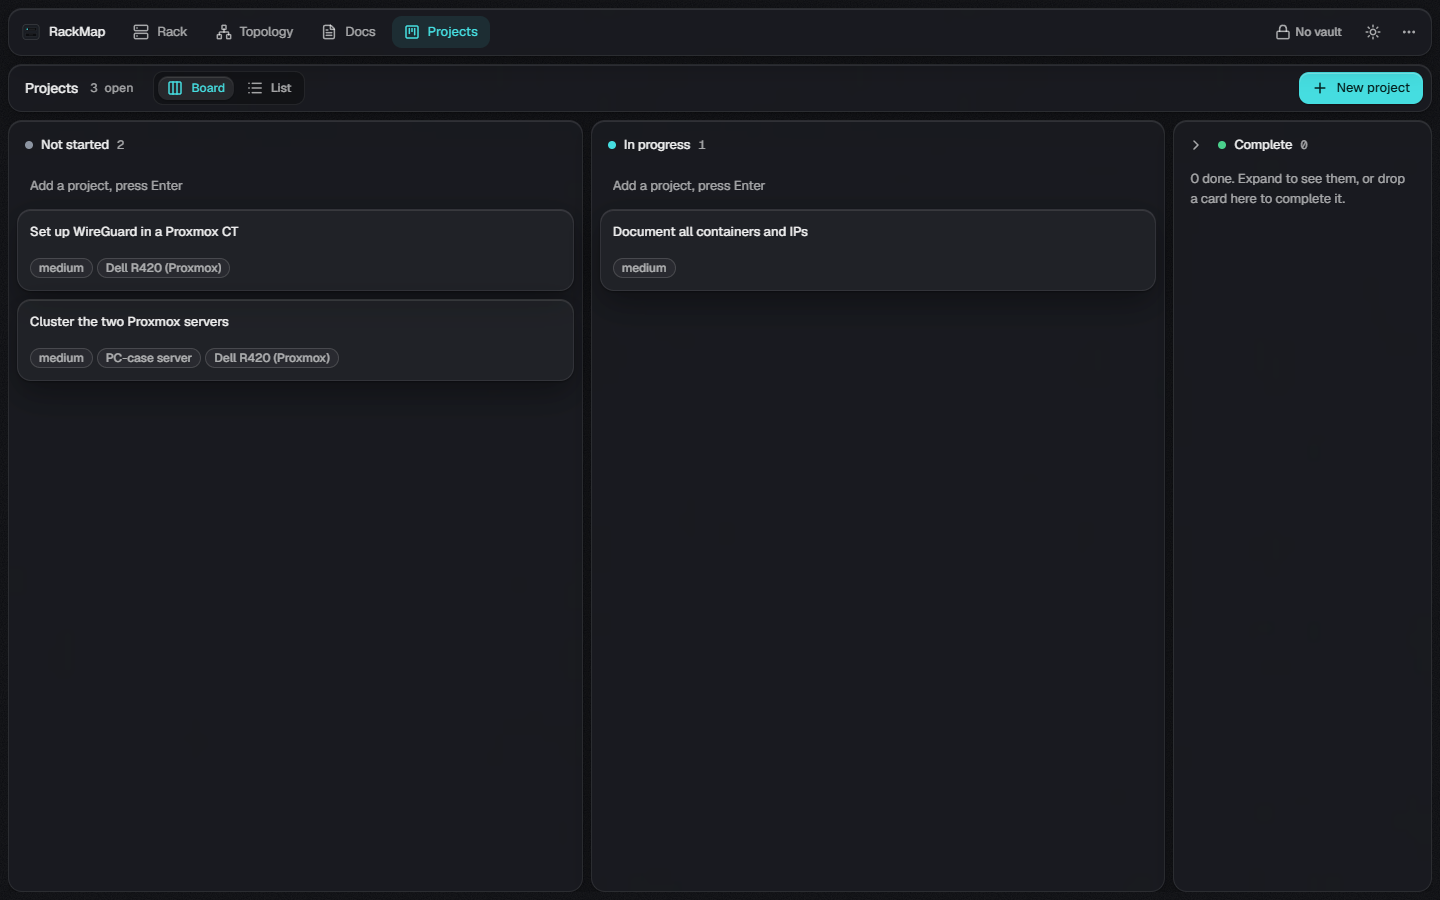 RackMap
Rack
Topology
Docs
Projects
No vault
Projects
3 open
Board
List
New project
Not started 2
Add a project, press Enter
Set up WireGuard in a Proxmox CT
medium
Dell R420 (Proxmox)
Cluster the two Proxmox servers
medium
PC-case server
Dell R420 (Proxmox)
In progress 1
Add a project, press Enter
Document all containers and IPs
medium
Complete 0
0 done. Expand to see them, or drop
a card here to complete it.